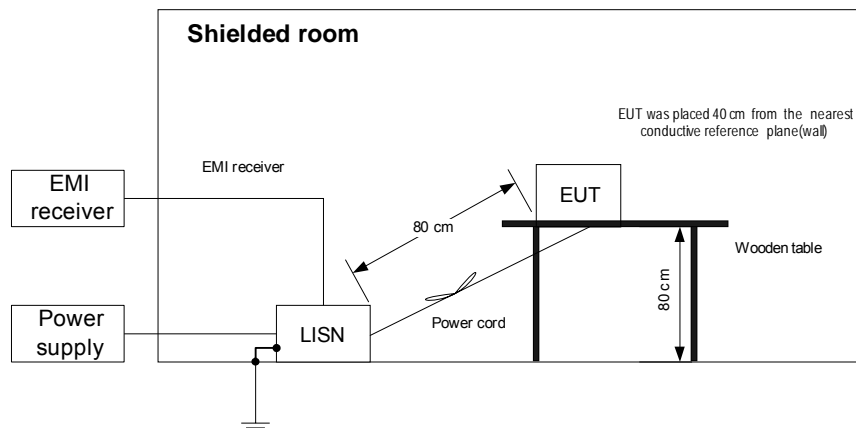 Shielded room
EUT was placed 40 cm from the nearest
conductive reference plane(wall)
EMI receiver
EMI
receiver
EUT
80 cm
Wooden table
80 cm
Power
supply
LISN
Power cord